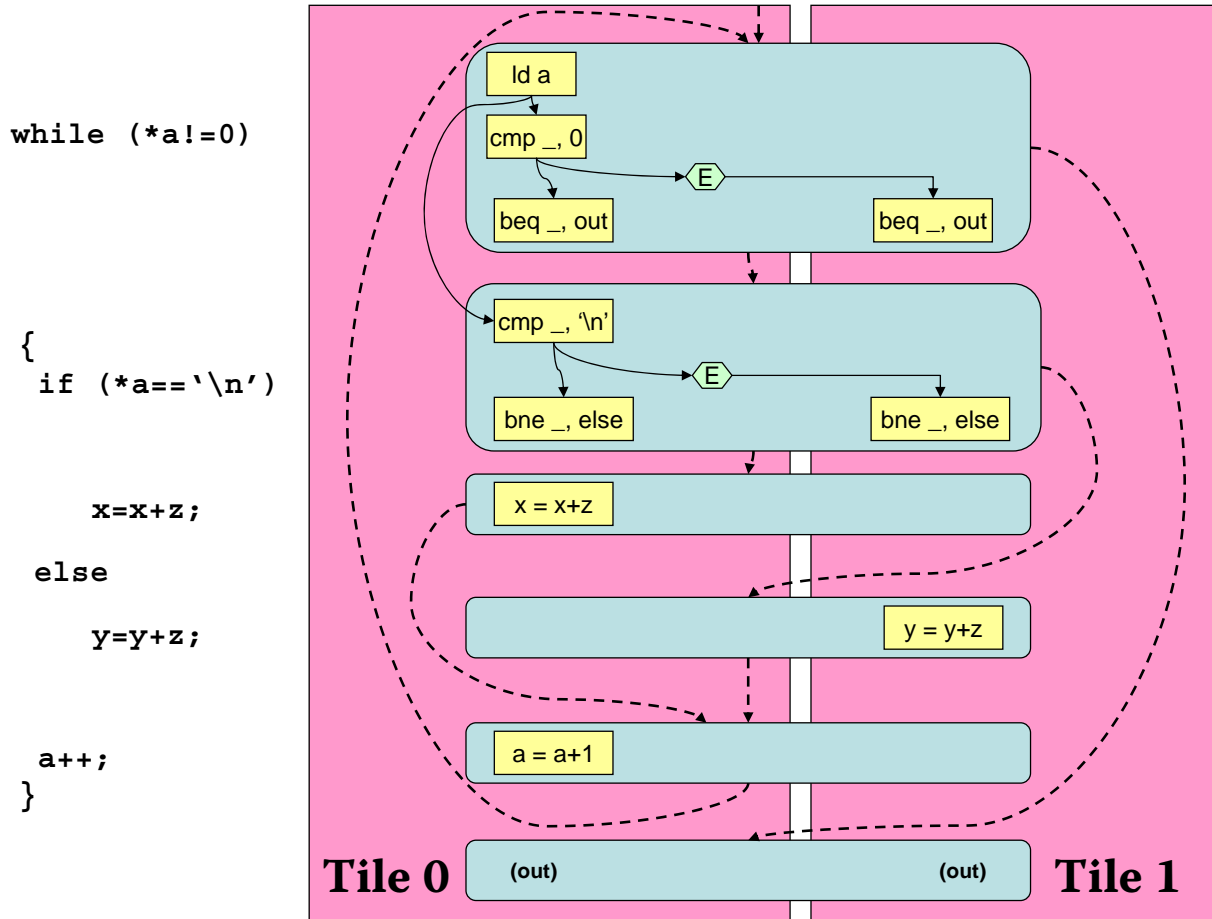 ld a
while (*a!=0)
cmp _, 0
E
beq _, out
beq _, out
cmp _, ‘\n’
{
if (*a==‘\n’)
E
bne _, else
bne _, else
x=x+z;
x = x+z
else
y=y+z;
y = y+z
a++;
a = a+1
}
Tile 0
(out)
(out)
Tile 1